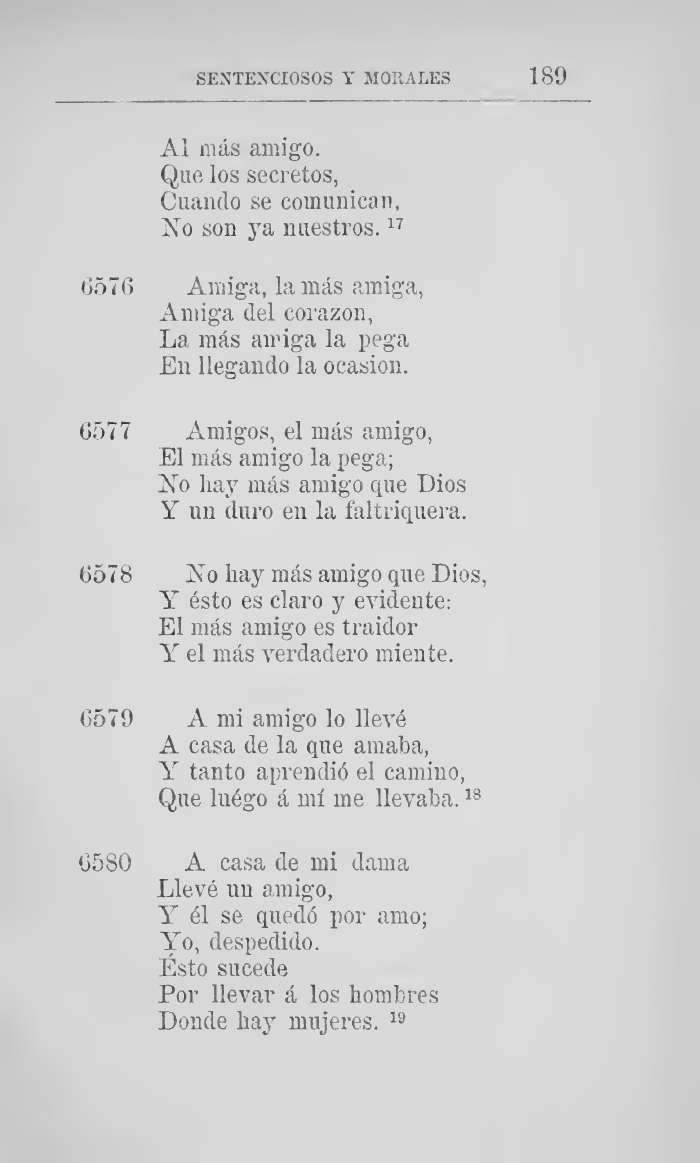 SENTENCIOSOS Y MORALES 189
Al más amigo.
Que los secretos,
Cuando se comunican,
No son ya nuestros. 17
6576 Amiga, la más amiga,
Amiga del corazon,
La más amiga la pega
En llegando la ocasion.
6577 Amigos, el más amigo,
El más amigo la pega;
No hay más amigo que Dios
Y un duro en la faltriquera.
6578 No hay más amigo que Dios,
Y ésto es claro y evidente:
El más amigo es traidor
Y el más verdadero miente.
6579 A mi amigo lo llevé
A casa de la que amaba,
Y tanto aprendió el camino,
Que luégo á mí me llevaba. 18
6580 A casa de mi dama
Llevé un amigo,
Y él se quedó por amo;
Yo, despedido.
Ésto sucede
Por llevar á los hombres
Donde hay mujeres. 19